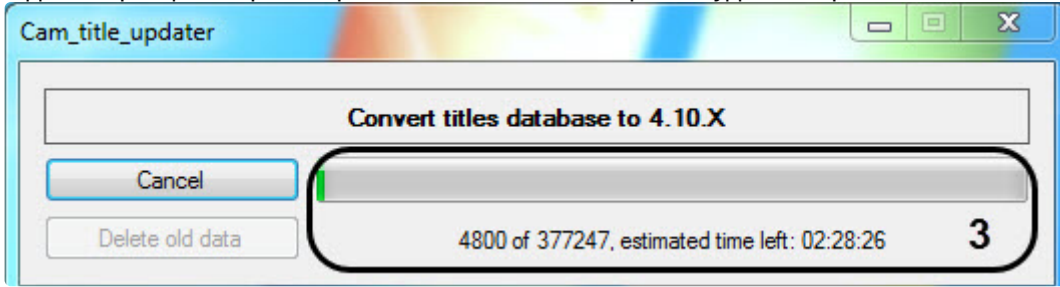 Cam_title_updater
Convert titles database to 4.10.X
Cancel
Delete old data
4800 of 377247, estimated time left: 02:28:26
3